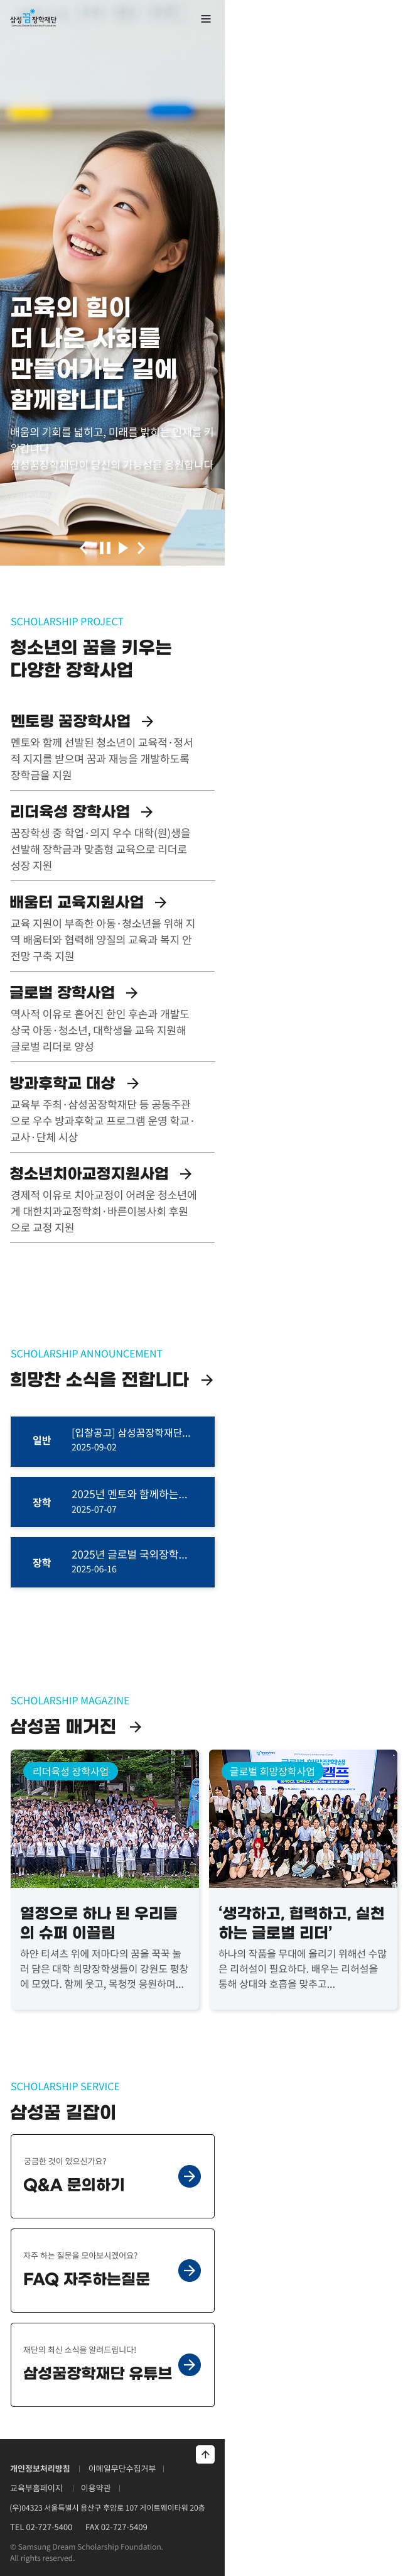 삼성꿈장학재단
교육의 힘이
더 나은 사회를
만들어가는 길에
함께합니다
배움의 기회를 넓히고, 미래를 밝히는 인재를 키
웁니다
삼성꿈장학재단이 당신의 가능성을 응원합니다
SCHOLARSHIP PROJECT
청소년의 꿈을 키우는
다양한 장학사업
멘토링 꿈장학사업
멘토와 함께 선발된 청소년이 교육적·정서
적 지지를 받으며 꿈과 재능을 개발하도록
장학금을 지원
리더육성 장학사업
꿈장학생 중 학업·의지 우수 대학(원)생을
선발해 장학금과 맞춤형 교육으로 리더로
성장 지원
배움터 교육지원사업
교육 지원이 부족한 아동·청소년을 위해 지
역 배움터와 협력해 양질의 교육과 복지 안
전망 구축 지원
글로벌 장학사업
역사적 이유로 흩어진 한인 후손과 개발도
상국 아동·청소년, 대학생을 교육 지원해
글로벌 리더로 양성
방과후학교 대상
교육부 주최·삼성꿈장학재단 등 공동주관
으로 우수 방과후학교 프로그램 운영 학교·
교사·단체 시상
청소년치아교정지원사업
경제적 이유로 치아교정이 어려운 청소년에
게 대한치과교정학회·바른이봉사회 후원
으로 교정 지원
SCHOLARSHIP ANNOUNCEMENT
희망찬 소식을 전합니다
일반
[입찰공고] 삼성꿈장학재단...
2025-09-02
장학
2025년 멘토와 함께하는...
2025-07-07
장학
2025년 글로벌 국외장학...
2025-06-16
SCHOLARSHIP MAGAZINE
삼성꿈 매거진
리더육성 장학사업
열정으로 하나 된 우리들
의 슈퍼 이끌림
하얀 티셔츠 위에 저마다의 꿈을 꾹꾹 눌
러 담은 대학 희망장학생들이 강원도 평창
에 모였다. 함께 웃고, 목청껏 응원하며...
글로벌 희망장학사업
‘생각하고, 협력하고, 실천
하는 글로벌 리더’
하나의 작품을 무대에 올리기 위해선 수많
은 리허설이 필요하다. 배우는 리허설을
통해 상대와 호흡을 맞추고...
SCHOLARSHIP SERVICE
삼성꿈 길잡이
궁금한 것이 있으신가요?
Q&A 문의하기
자주 하는 질문을 모아보시겠어요?
FAQ 자주하는질문
재단의 최신 소식을 알려드립니다!
삼성꿈장학재단 유튜브
개인정보처리방침 | 이메일무단수집거부 |
교육부홈페이지 | 이용약관 |
(우)04323 서울특별시 용산구 후암로 107 게이트웨이타워 20층
TEL 02-727-5400 FAX 02-727-5409
© Samsung Dream Scholarship Foundation.
All rights reserved.